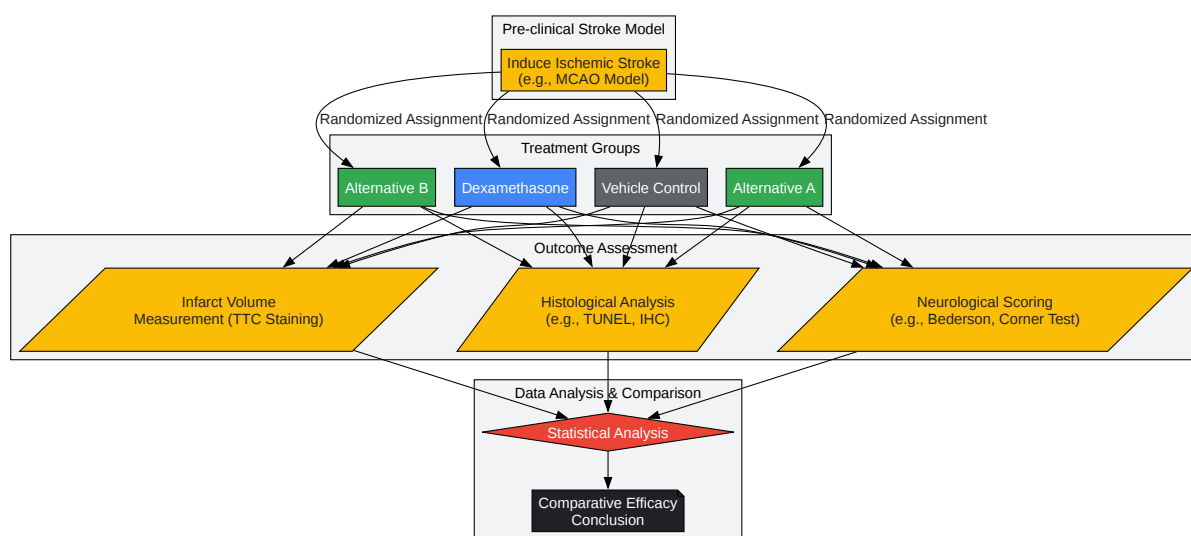 Pre-clinical Stroke Model
Induce Ischemic Stroke
(e.g., MCAO Model)
Randomized Assignment
Randomized Assignment
Randomized Assignment
Randomized Assignment
Treatment Groups
Alternative B
Dexamethasone
Vehicle Control
Alternative A
Outcome Assessment
Infarct Volume
Measurement (TTC Staining)
Histological Analysis
(e.g., TUNEL, IHC)
Neurological Scoring
(e.g., Bederson, Corner Test)
Data Analysis & Comparison
Statistical Analysis
Comparative Efficacy
Conclusion